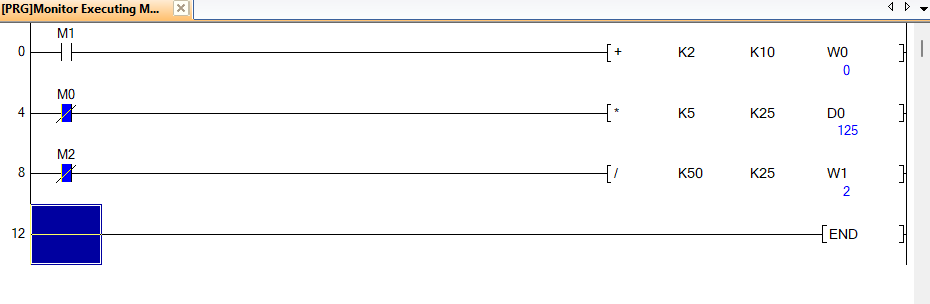 [PRG]Monitor Executing M...
M1
0 [ + K2 K10 W0 ]
0
M0
4 [ * K5 K25 D0 ]
125
M2
8 [ / K50 K25 W1 ]
2
12 [ END ]